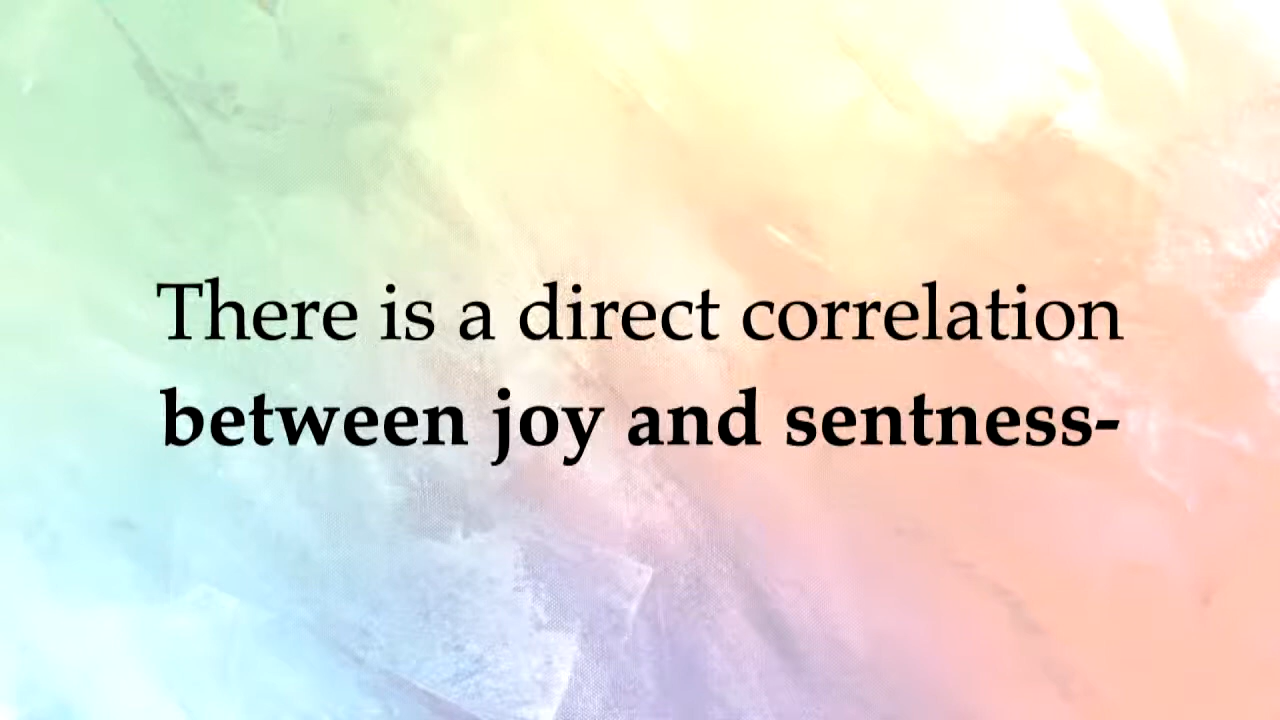 There is a direct correlation
between joy and sentness-